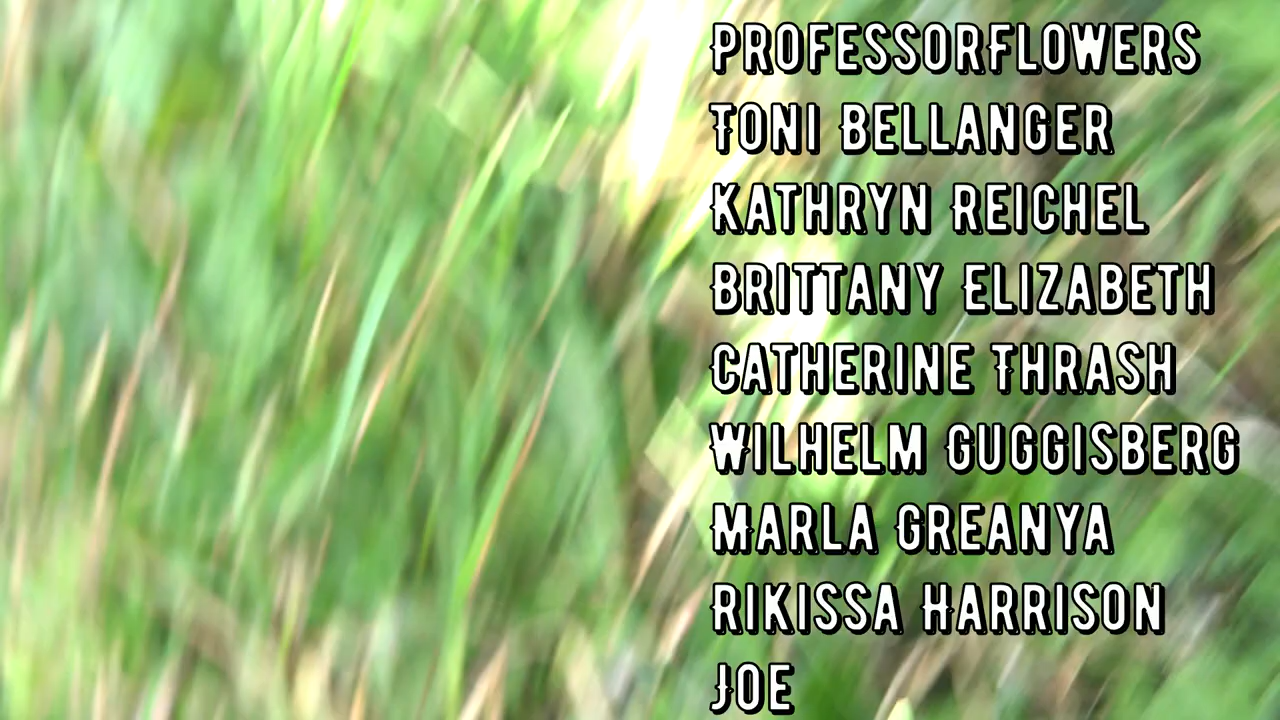 ProfessorFlowers
Toni Bellanger
Kathryn Reichel
Brittany Elizabeth
Catherine Thrash
Wilhelm Guggisberg
Marla Greanya
Rikissa Harrison
Joe